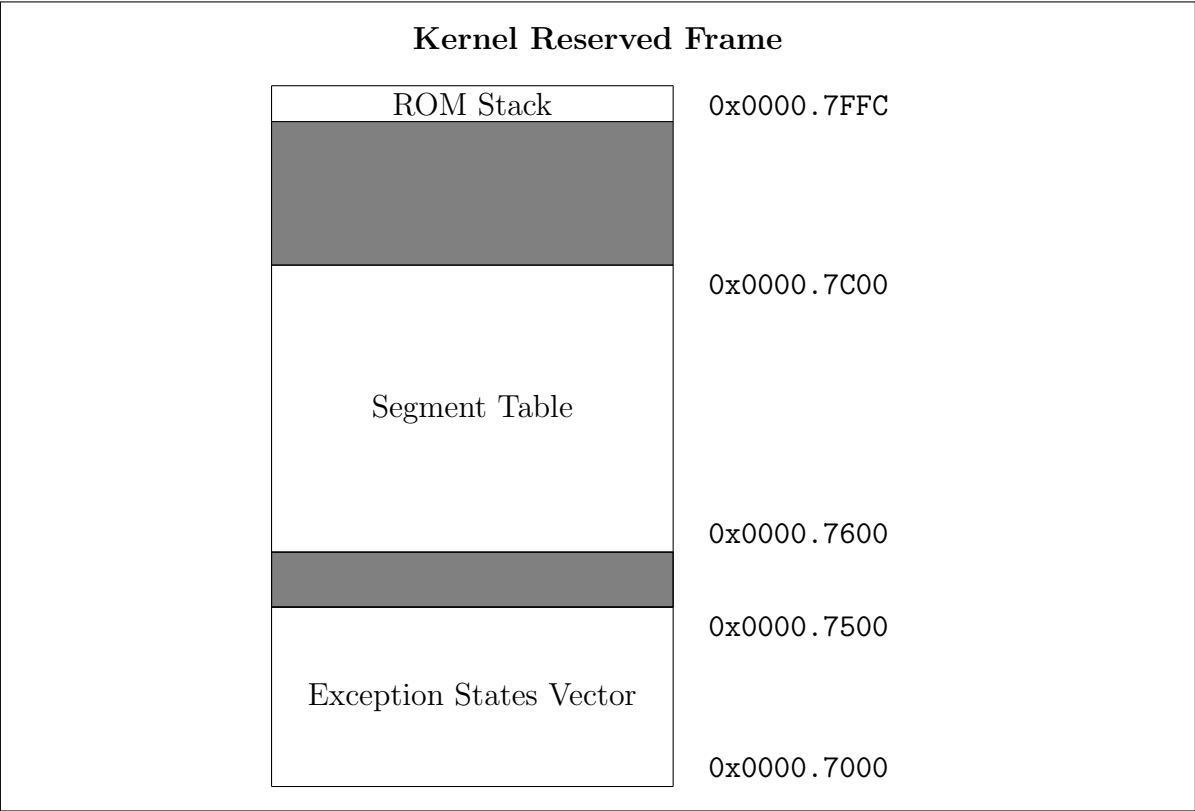 Kernel Reserved Frame
ROM Stack 0x0000.7FFC
0x0000.7C00
Segment Table
0x0000.7600
0x0000.7500
Exception States Vector
0x0000.7000